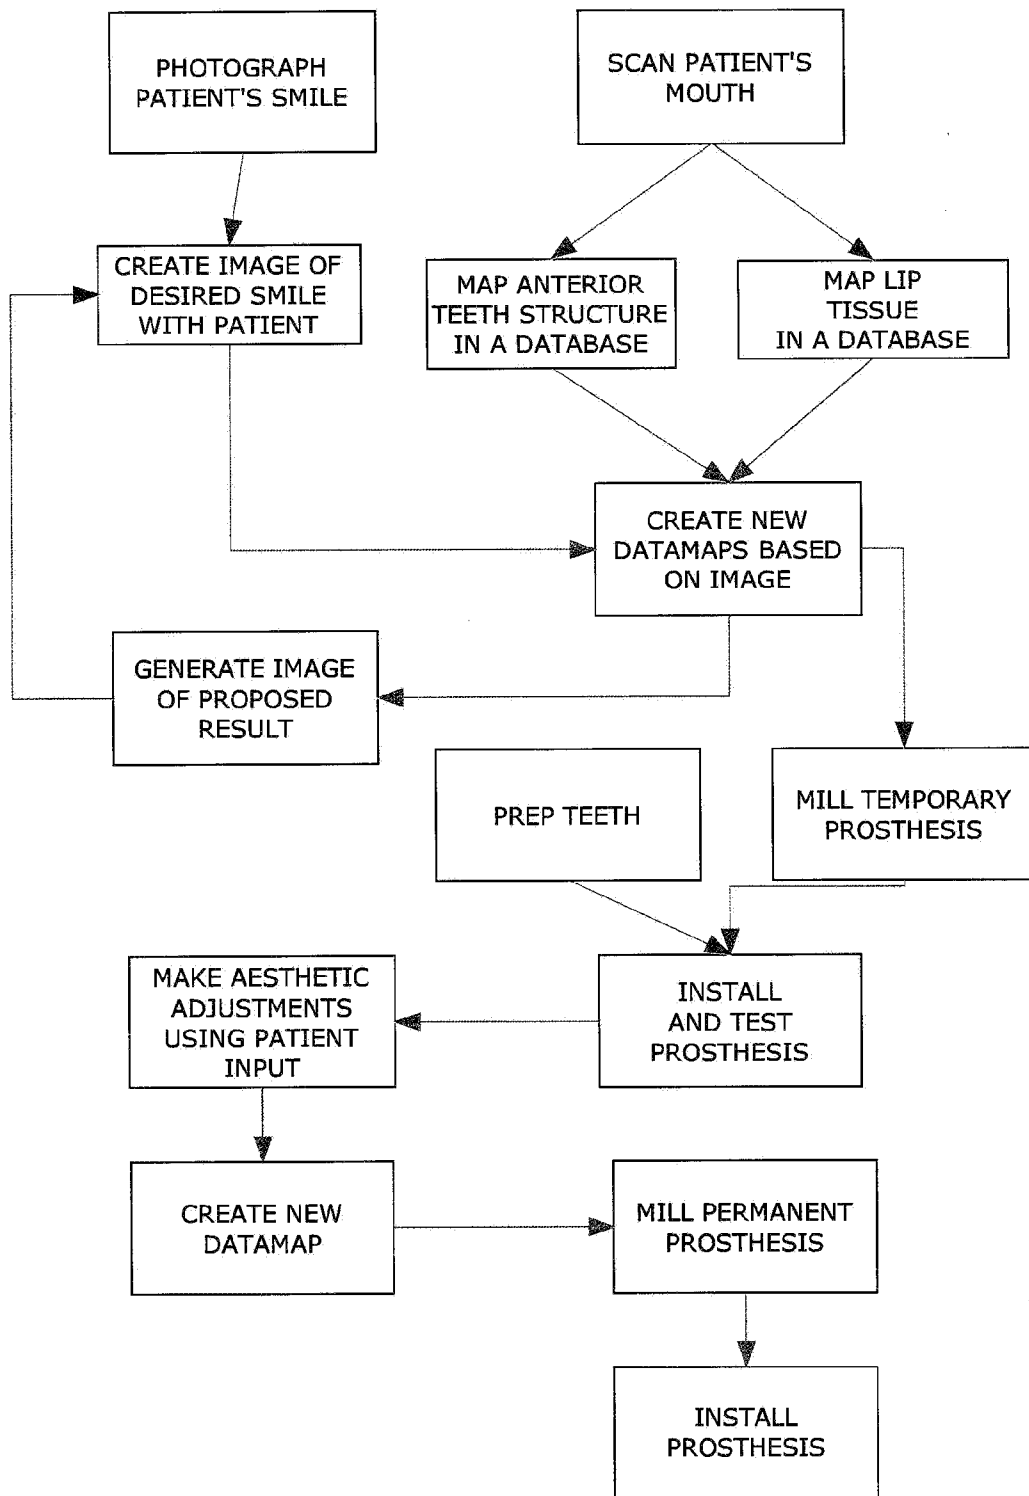 PHOTOGRAPH
PATIENT'S SMILE
SCAN PATIENT'S
MOUTH
CREATE IMAGE OF
DESIRED SMILE
WITH PATIENT
MAP ANTERIOR
TEETH STRUCTURE
IN A DATABASE
MAP LIP
TISSUE
IN A DATABASE
CREATE NEW
DATAMAPS BASED
ON IMAGE
GENERATE IMAGE
OF PROPOSED
RESULT
PREP TEETH
MILL TEMPORARY
PROSTHESIS
MAKE AESTHETIC
ADJUSTMENTS
USING PATIENT
INPUT
INSTALL
AND TEST
PROSTHESIS
CREATE NEW
DATAMAP
MILL PERMANENT
PROSTHESIS
INSTALL
PROSTHESIS